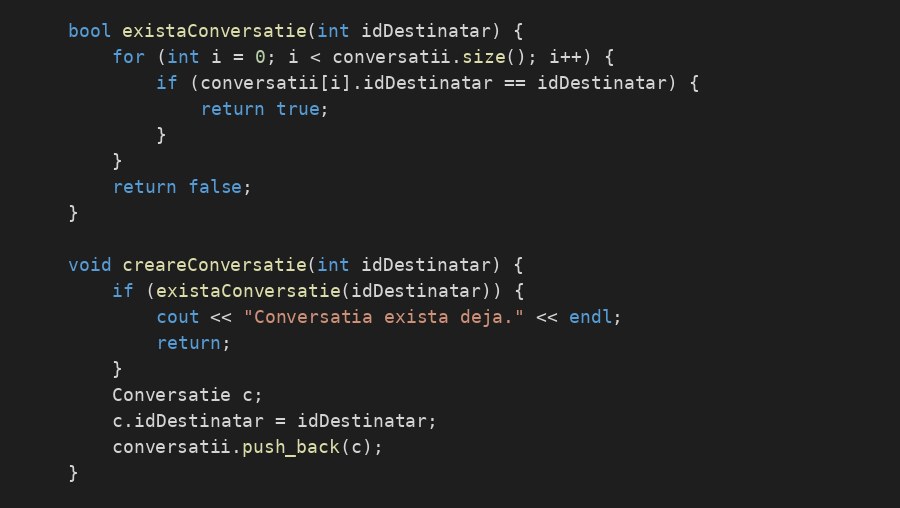 bool existaConversatie(int idDestinatar) {
    for (int i = 0; i < conversatii.size(); i++) {
        if (conversatii[i].idDestinatar == idDestinatar) {
            return true;
        }
    }
    return false;
}

void creareConversatie(int idDestinatar) {
    if (existaConversatie(idDestinatar)) {
        cout << "Conversatia exista deja." << endl;
        return;
    }
    Conversatie c;
    c.idDestinatar = idDestinatar;
    conversatii.push_back(c);
}